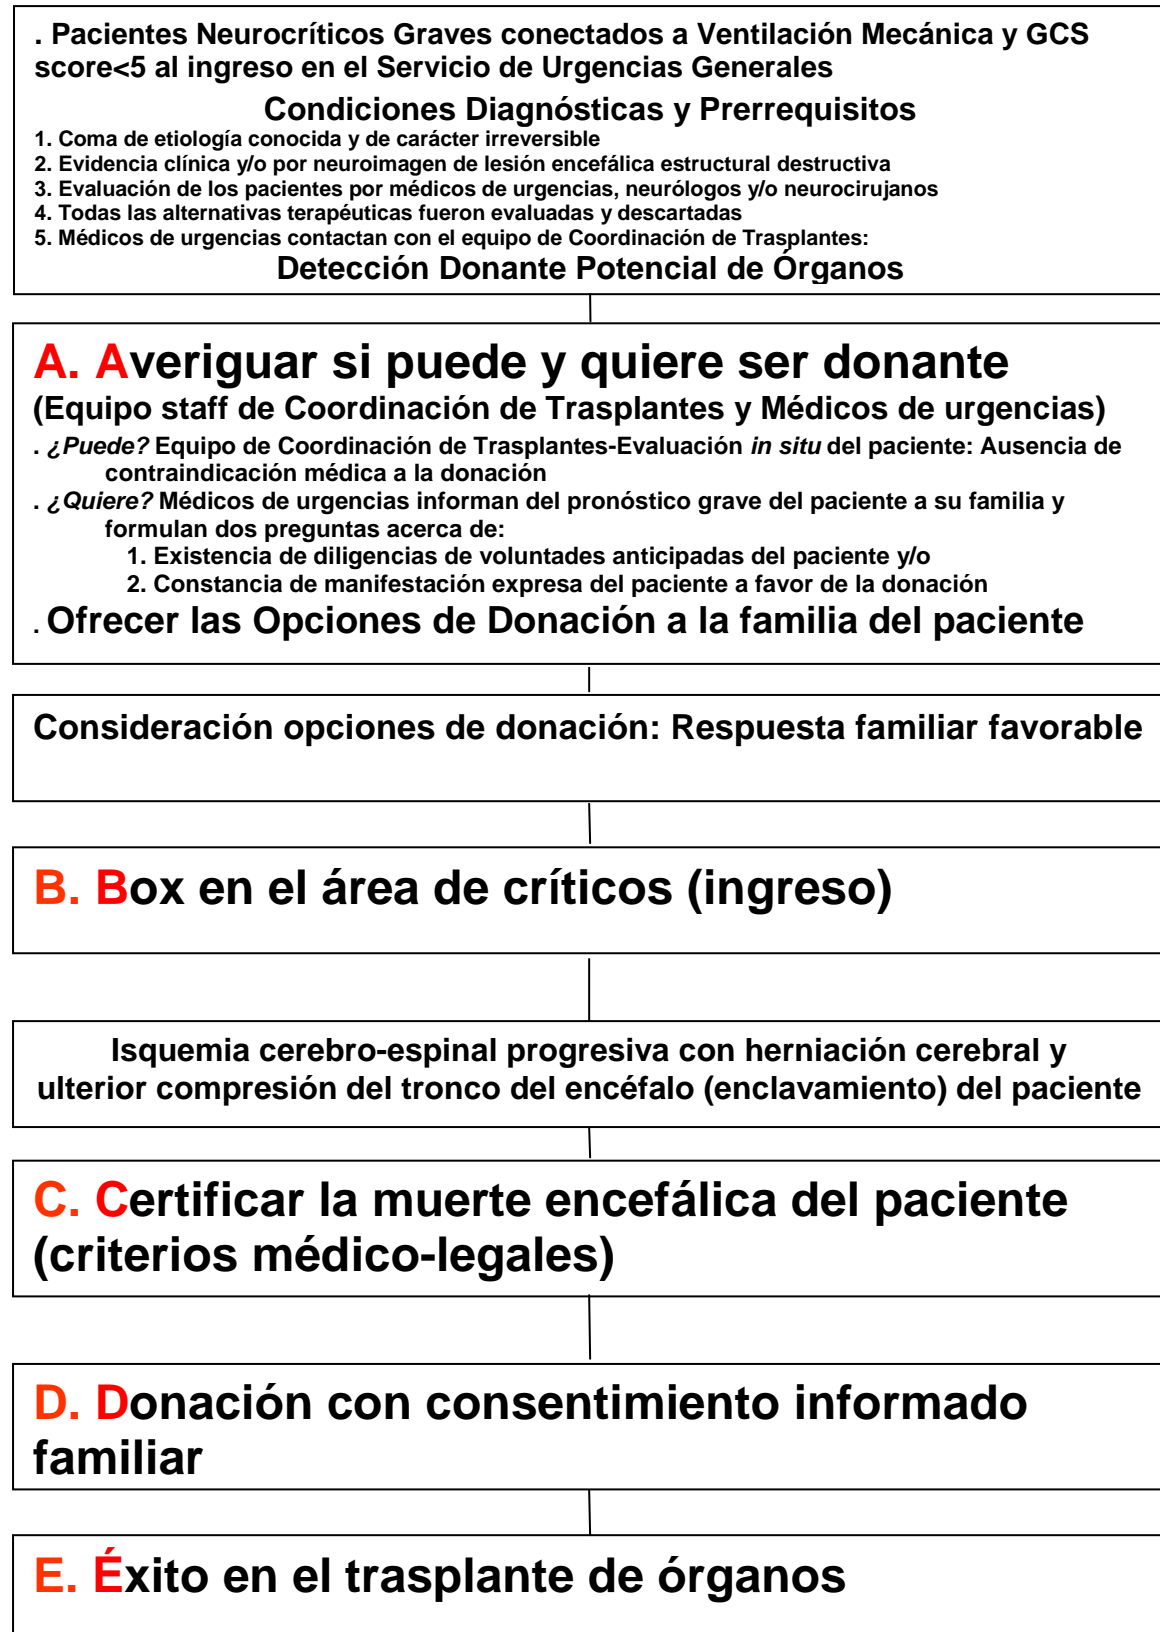 . Pacientes Neurocríticos Graves conectados a Ventilación Mecánica y GCS
score<5 al ingreso en el Servicio de Urgencias Generales
Condiciones Diagnósticas y Prerrequisitos
1. Coma de etiología conocida y de carácter irreversible
2. Evidencia clínica y/o por neuroimagen de lesión encefálica estructural destructiva
3. Evaluación de los pacientes por médicos de urgencias, neurólogos y/o neurocirujanos
4. Todas las alternativas terapéuticas fueron evaluadas y descartadas
5. Médicos de urgencias contactan con el equipo de Coordinación de Trasplantes:
Detección Donante Potencial de Órganos
A. Averiguar si puede y quiere ser donante
(Equipo staff de Coordinación de Trasplantes y Médicos de urgencias)
. ¿Puede? Equipo de Coordinación de Trasplantes-Evaluación in situ del paciente: Ausencia de
contraindicación médica a la donación
. ¿Quiere? Médicos de urgencias informan del pronóstico grave del paciente a su familia y
formulan dos preguntas acerca de:
1. Existencia de diligencias de voluntades anticipadas del paciente y/o
2. Constancia de manifestación expresa del paciente a favor de la donación
. Ofrecer las Opciones de Donación a la familia del paciente
Consideración opciones de donación: Respuesta familiar favorable
B. Box en el área de críticos (ingreso)
Isquemia cerebro-espinal progresiva con herniación cerebral y
ulterior compresión del tronco del encéfalo (enclavamiento) del paciente
C. Certificar la muerte encefálica del paciente
(criterios médico-legales)
D. Donación con consentimiento informado
familiar
E. Éxito en el trasplante de órganos